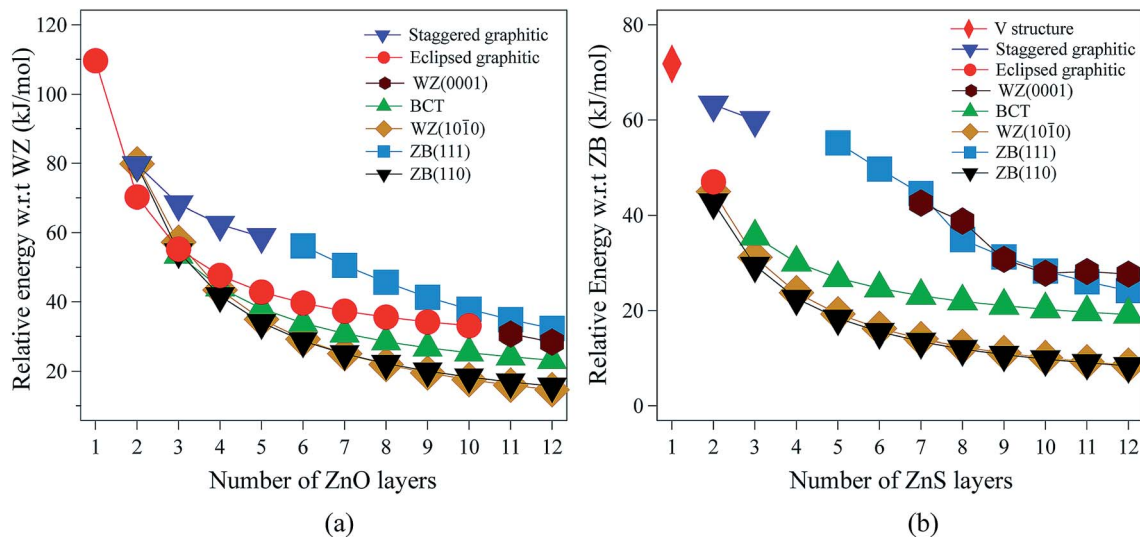 Relative Energy w.r.t WZ (kJ/mol)
120
100
80
60
40
20
Staggered graphitic
Eclipsed graphitic
WZ(0001)
BCT
WZ(101̄0)
ZB(111)
ZB(110)
1 2 3 4 5 6 7 8 9 10 11 12
Number of ZnO layers
(a)
Relative Energy w.r.t ZB (kJ/mol)
80
60
40
20
0
V structure
Staggered graphitic
Eclipsed graphitic
WZ(0001)
BCT
WZ(101̄0)
ZB(111)
ZB(110)
1 2 3 4 5 6 7 8 9 10 11 12
Number of ZnS layers
(b)